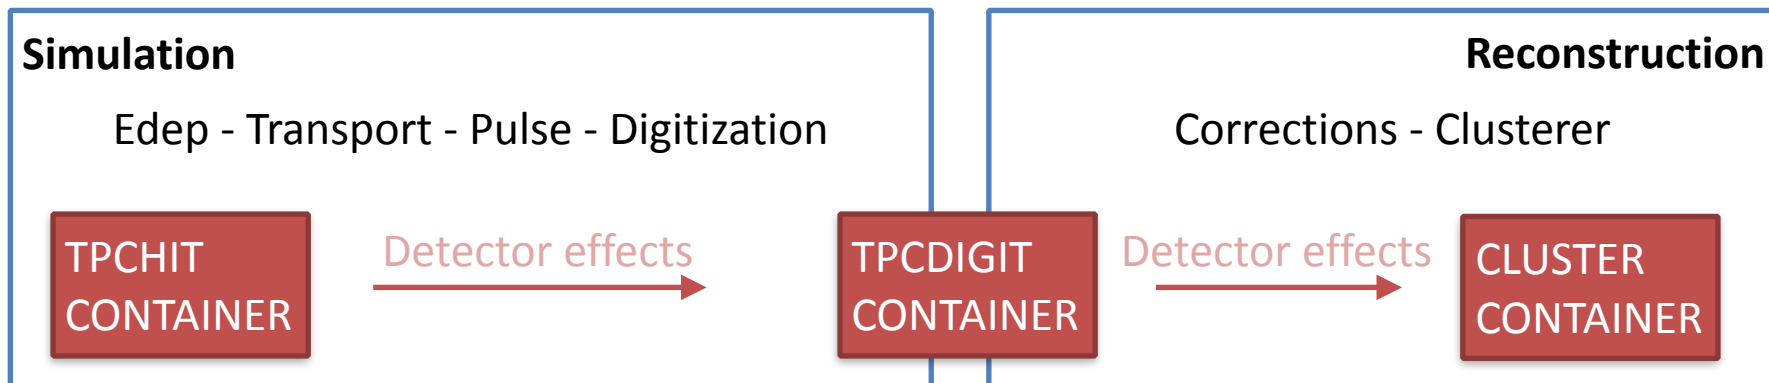 Simulation
Edep - Transport - Pulse - Digitization
TPCHIT
CONTAINER
Detector effects
TPCDIGIT
CONTAINER
Reconstruction
Corrections - Clusterer
Detector effects
CLUSTER
CONTAINER